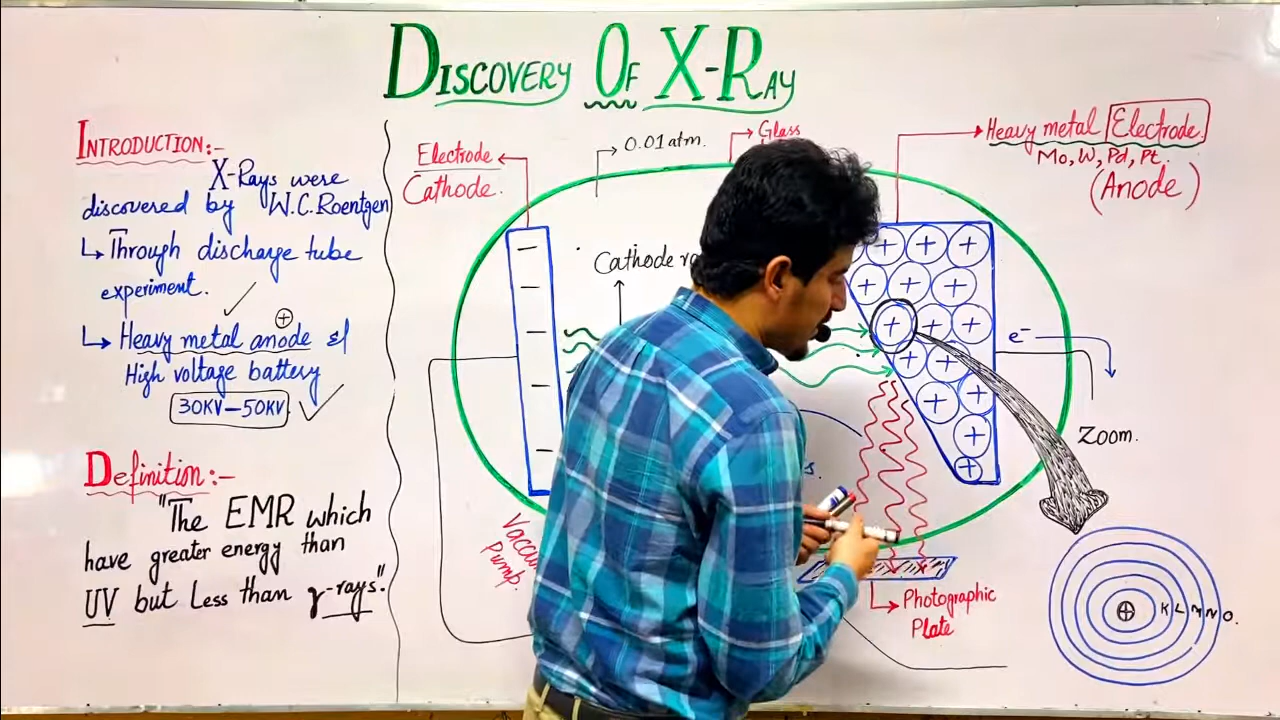 DISCOVERY OF X-RAY
INTRODUCTION:-
X-Rays were
discovered by W.C.Roentgen
↳ Through discharge tube
experiment.
↳ Heavy metal anode &
High voltage battery
30KV-50KV
Definition:-
"The EMR which
have greater energy than
UV but Less than γ-rays".
Electrode
Cathode.
0.01 atm.
Glass
Heavy metal Electrode
Mo, W, Pd, Pt.
(Anode)
Cathode
e-
Zoom.
Pump.
Photographic
Plate
K L M N O.